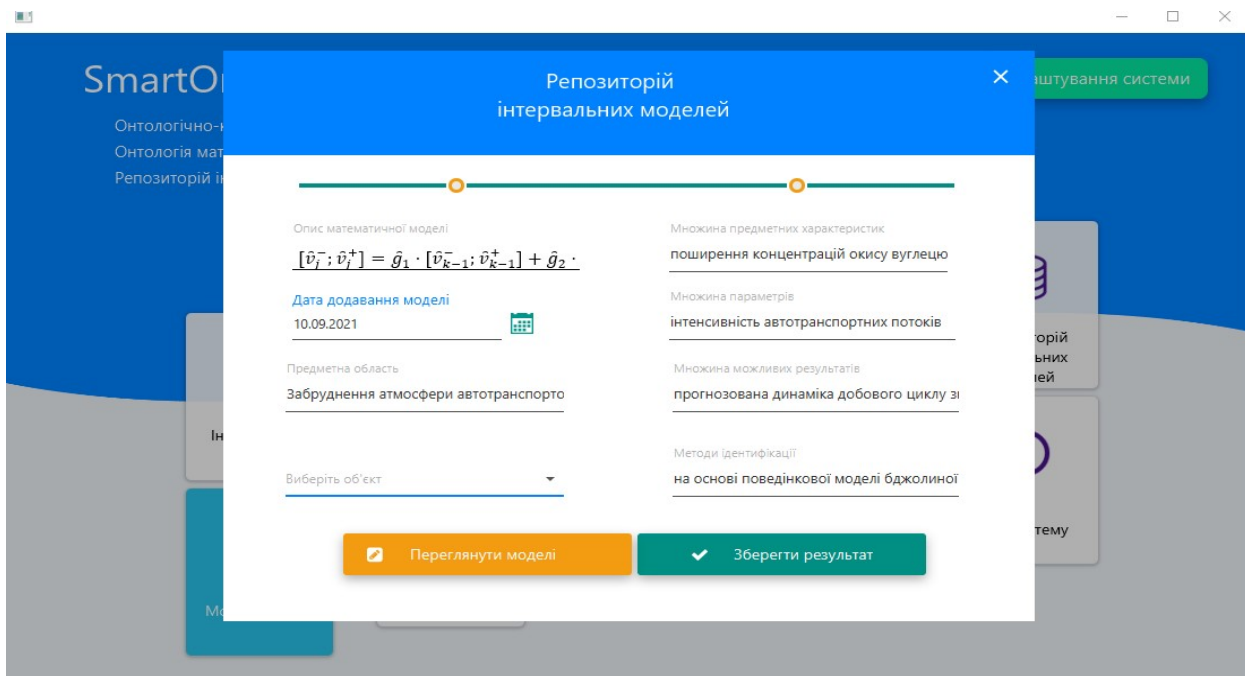 SmartO
Онтологічно-
Онтологія мат
Репозиторій і
Репозиторій
інтервальних моделей
аштування системи
Опис математичної моделі
[v̂ⱼ⁻; v̂ⱼ⁺] = ĝ₁ · [v̂ₖ₋₁⁻; v̂ₖ₋₁⁺] + ĝ₂ ·
Дата додавання моделі
10.09.2021
Предметна область
Забруднення атмосфери автотранспорто
Виберіть об'єкт
Множина предметних характеристик
поширення концентрацій окису вуглецю
Множина параметрів
інтенсивність автотранспортних потоків
Множина можливих результатів
прогнозована динаміка добового циклу з
Методи ідентифікації
на основі поведінкової моделі бджолиної
Переглянути моделі
Зберегти результат
Ін
М
орій
ьних
лей
тему